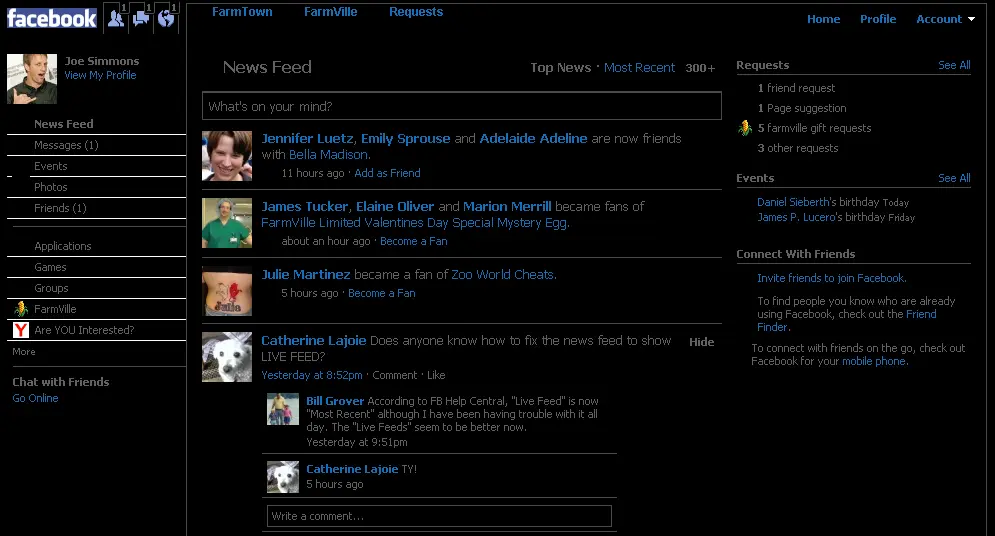 facebook
1 1 1
FarmTown FarmVille Requests
Home Profile Account
Joe Simmons
View My Profile
News Feed
Messages (1)
Events
Photos
Friends (1)
Applications
Games
Groups
FarmVille
Y Are YOU Interested?
More
Chat with Friends
Go Online
News Feed
Top News · Most Recent 300+
What's on your mind?
Jennifer Luetz, Emily Sprouse and Adelaide Adeline are now friends
with Bella Madison.
11 hours ago · Add as Friend
James Tucker, Elaine Oliver and Marion Merrill became fans of
FarmVille Limited Valentines Day Special Mystery Egg.
about an hour ago · Become a Fan
Julie Martinez became a fan of Zoo World Cheats.
5 hours ago · Become a Fan
Catherine Lajoie Does anyone know how to fix the news feed to show
LIVE FEED?
Hide
Yesterday at 8:52pm · Comment · Like
Bill Grover According to FB Help Central, "Live Feed" is now
"Most Recent" although I have been having trouble with it all
day. The "Live Feeds" seem to be better now.
Yesterday at 9:51pm
Catherine Lajoie TY!
5 hours ago
Write a comment...
Requests See All
1 friend request
1 Page suggestion
5 farmville gift requests
3 other requests
Events See All
Daniel Sieberth's birthday Today
James P. Lucero's birthday Friday
Connect With Friends
Invite friends to join Facebook.
To find people you know who are already
using Facebook, check out the Friend
Finder.
To connect with friends on the go, check out
Facebook for your mobile phone.